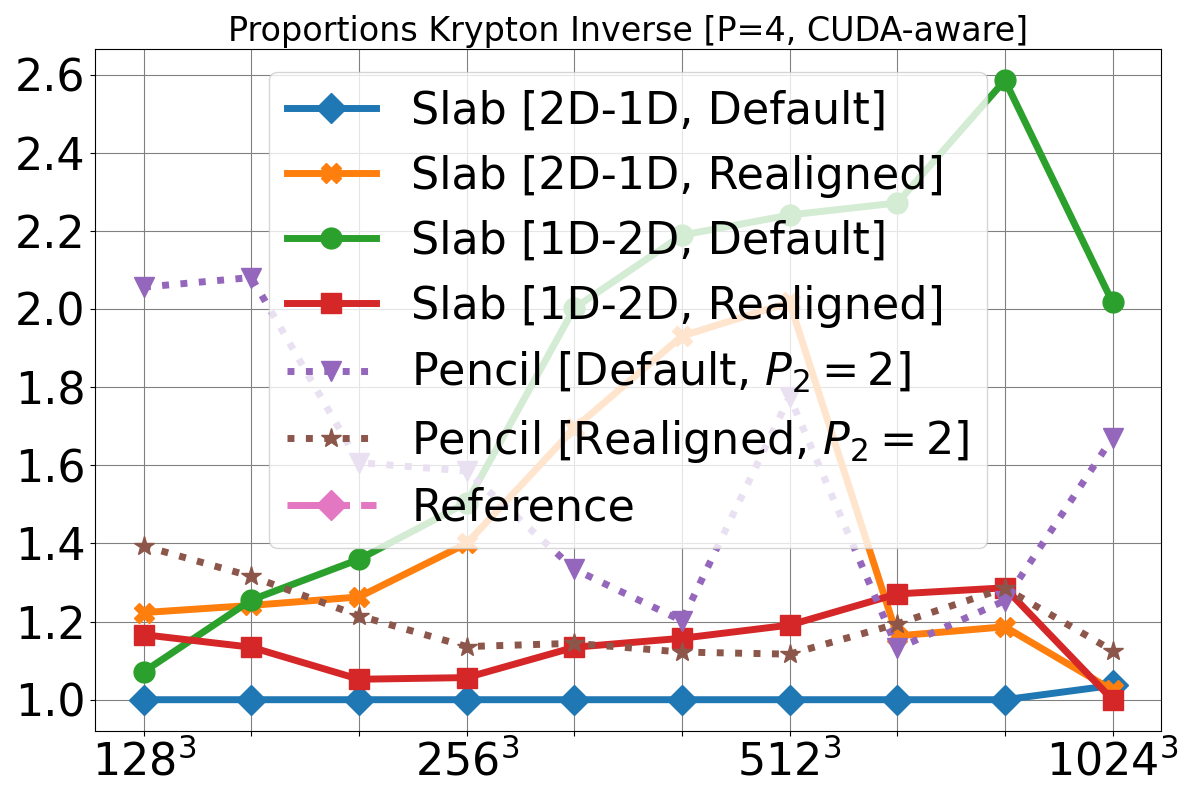 Proportions Krypton Inverse [P=4, CUDA-aware]
2.6
2.4
2.2
2.0
1.8
1.6
1.4
1.2
1.0
Slab [2D-1D, Default]
Slab [2D-1D, Realigned]
Slab [1D-2D, Default]
Slab [1D-2D, Realigned]
Pencil [Default, P₂ = 2]
Pencil [Realigned, P₂ = 2]
Reference
128³ 256³ 512³ 1024³